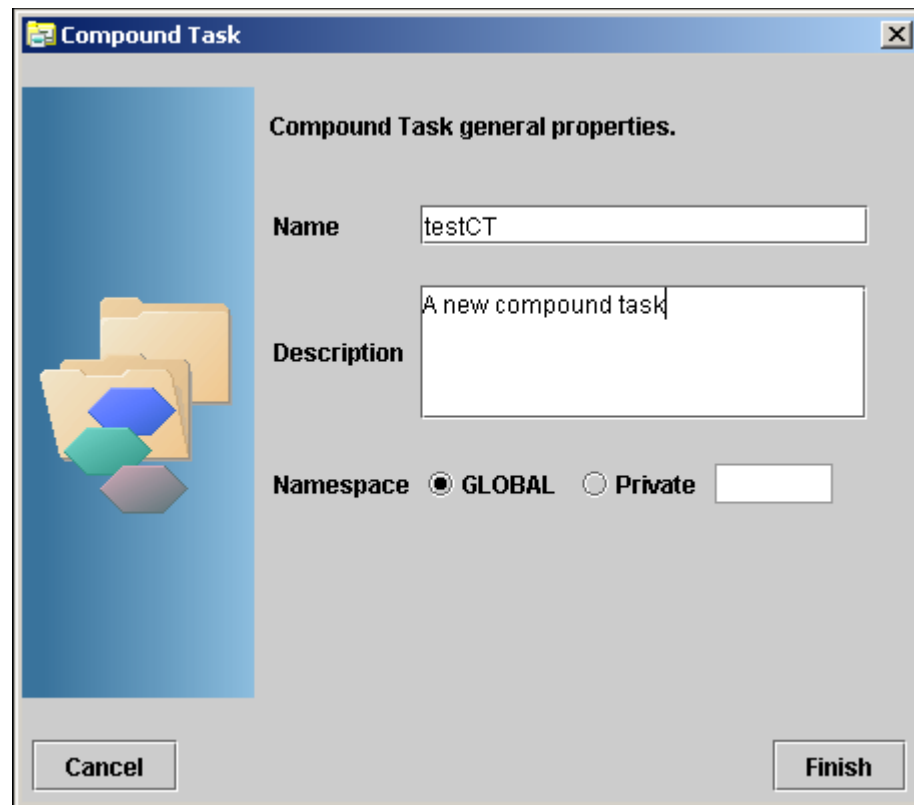 Compound Task
Compound Task general properties.
Name testCT
Description A new compound task
Namespace GLOBAL Private
Cancel Finish